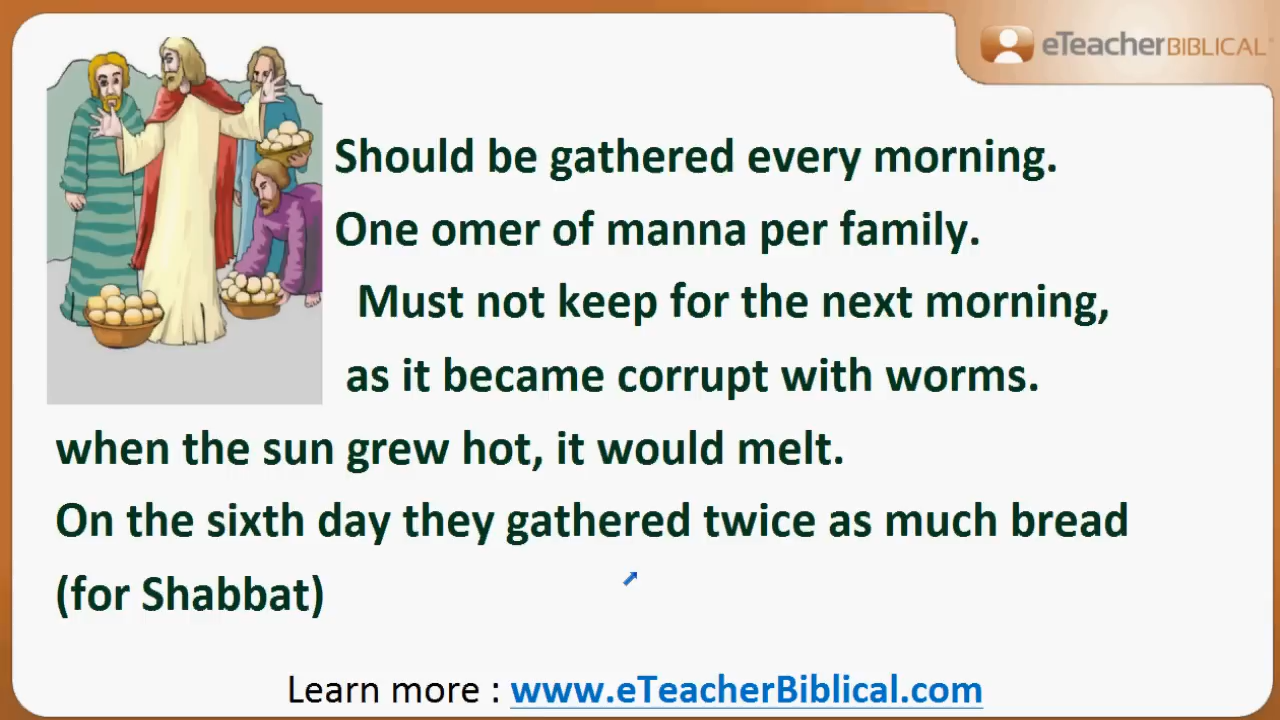 eTeacherBIBLICAL
Should be gathered every morning.
One omer of manna per family.
Must not keep for the next morning,
as it became corrupt with worms.
when the sun grew hot, it would melt.
On the sixth day they gathered twice as much bread
(for Shabbat)
Learn more : www.eTeacherBiblical.com